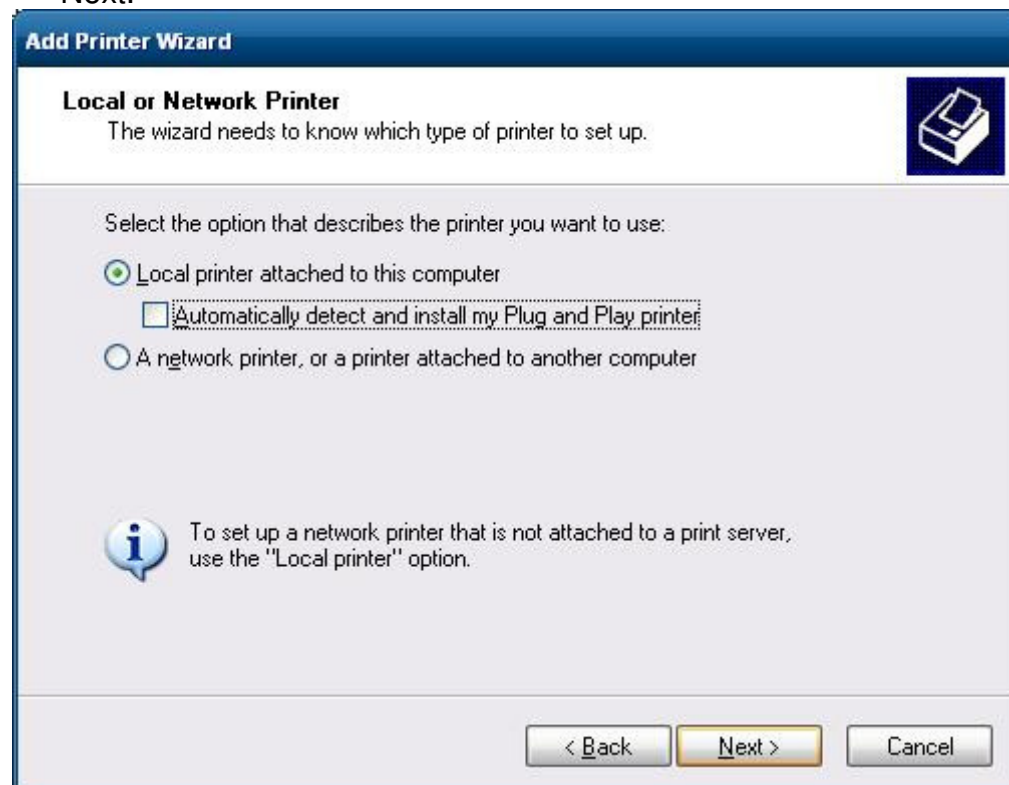 Next.
Add Printer Wizard
Local or Network Printer
The wizard needs to know which type of printer to set up.
Select the option that describes the printer you want to use:
Local printer attached to this computer
Automatically detect and install my Plug and Play printer
A network printer, or a printer attached to another computer
To set up a network printer that is not attached to a print server,
use the "Local printer" option.
< Back Next > Cancel